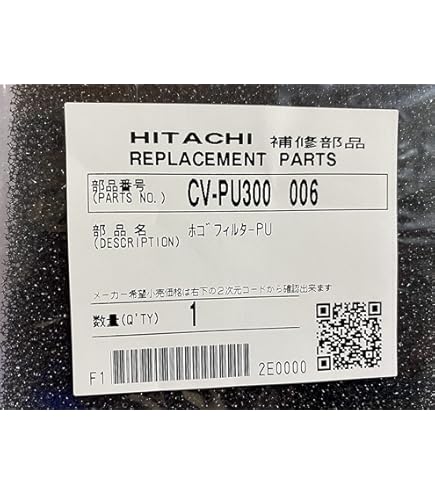 HITACHI 補修部品
REPLACEMENT PARTS
部品番号 CV-PU300 006
(PARTS NO.)
部品名 ﾎｺﾞﾌｨﾙﾀｰPU
(DESCRIPTION)
メーカー希望小売価格は右下の2次元コードから確認出来ます
数量(Q'TY) 1
F1 2E0000